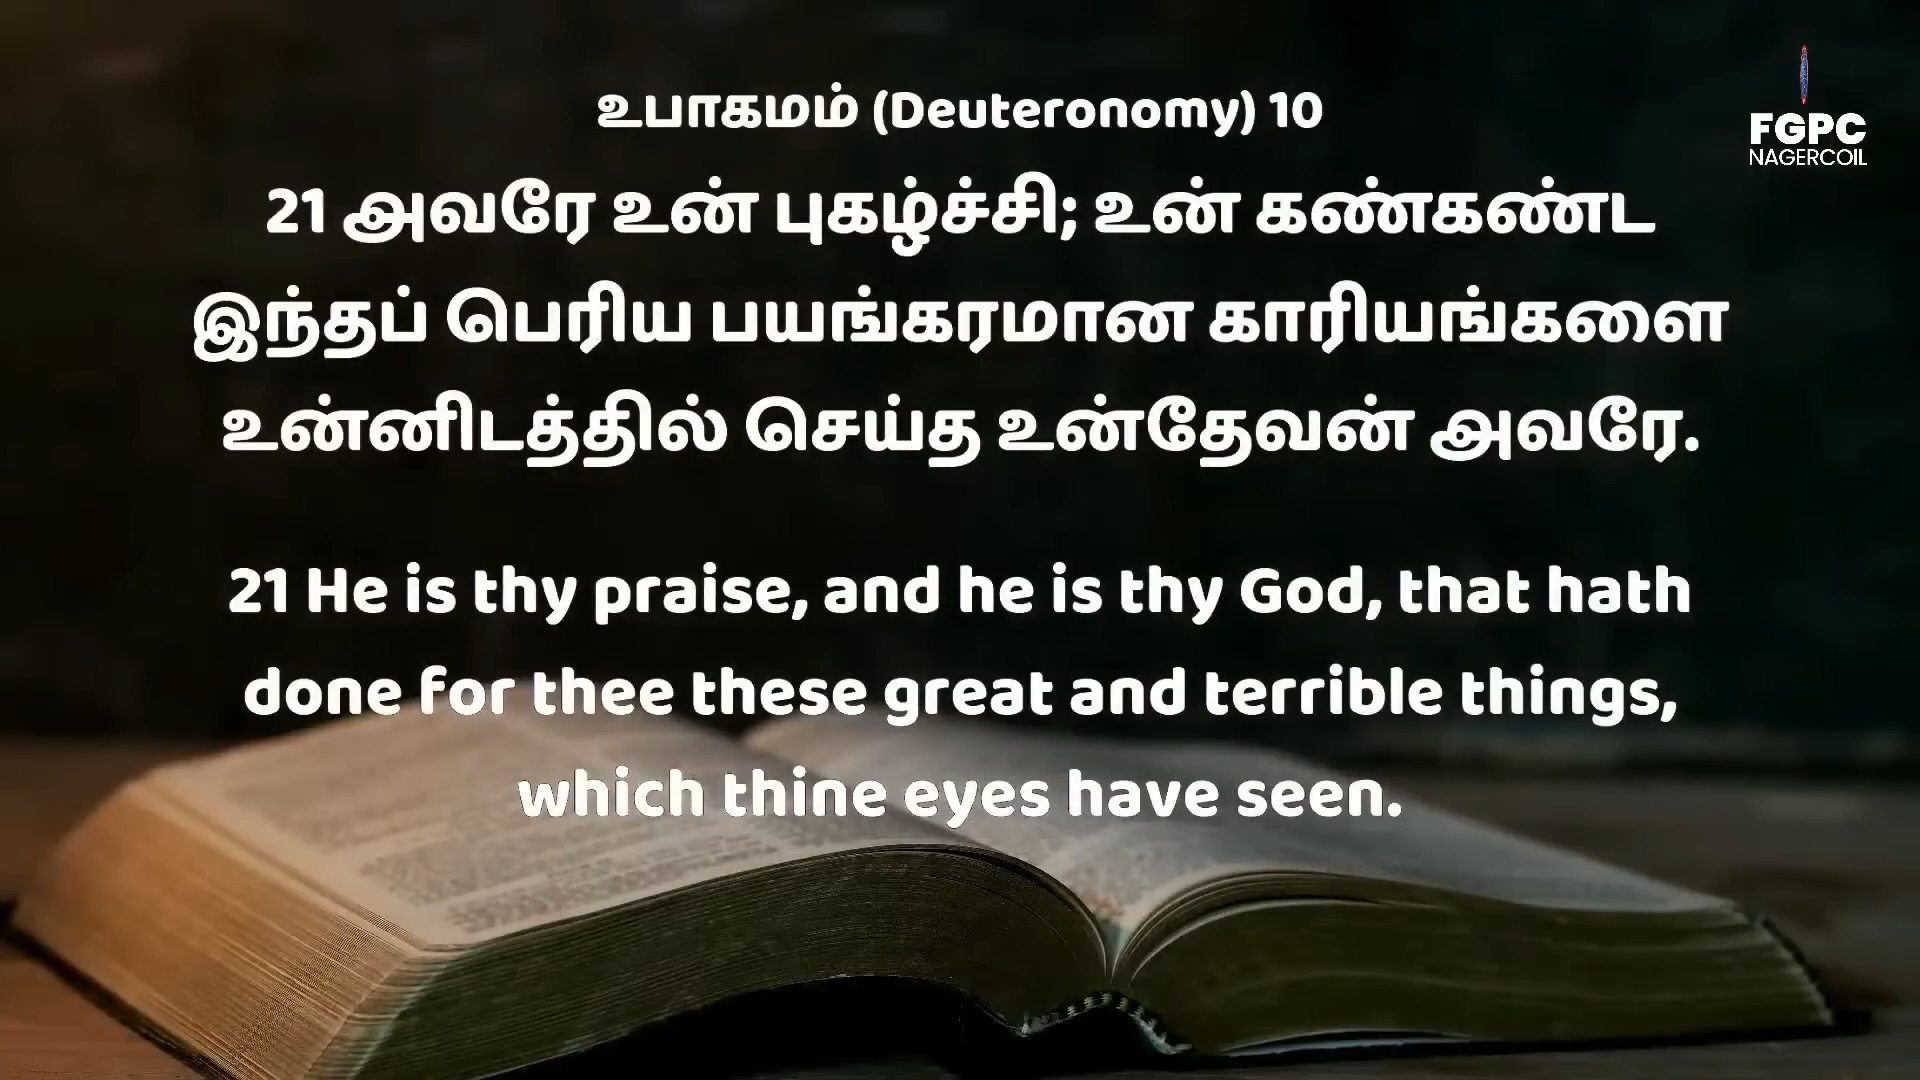 உபாகமம் (Deuteronomy) 10
FGPC
NAGERCOIL
21 அவரே உன் புகழ்ச்சி; உன் கண்கண்ட
இந்தப் பெரிய பயங்கரமான காரியங்களை
உன்னிடத்தில் செய்த உன்தேவன் அவரே.
21 He is thy praise, and he is thy God, that hath
done for thee these great and terrible things,
which thine eyes have seen.